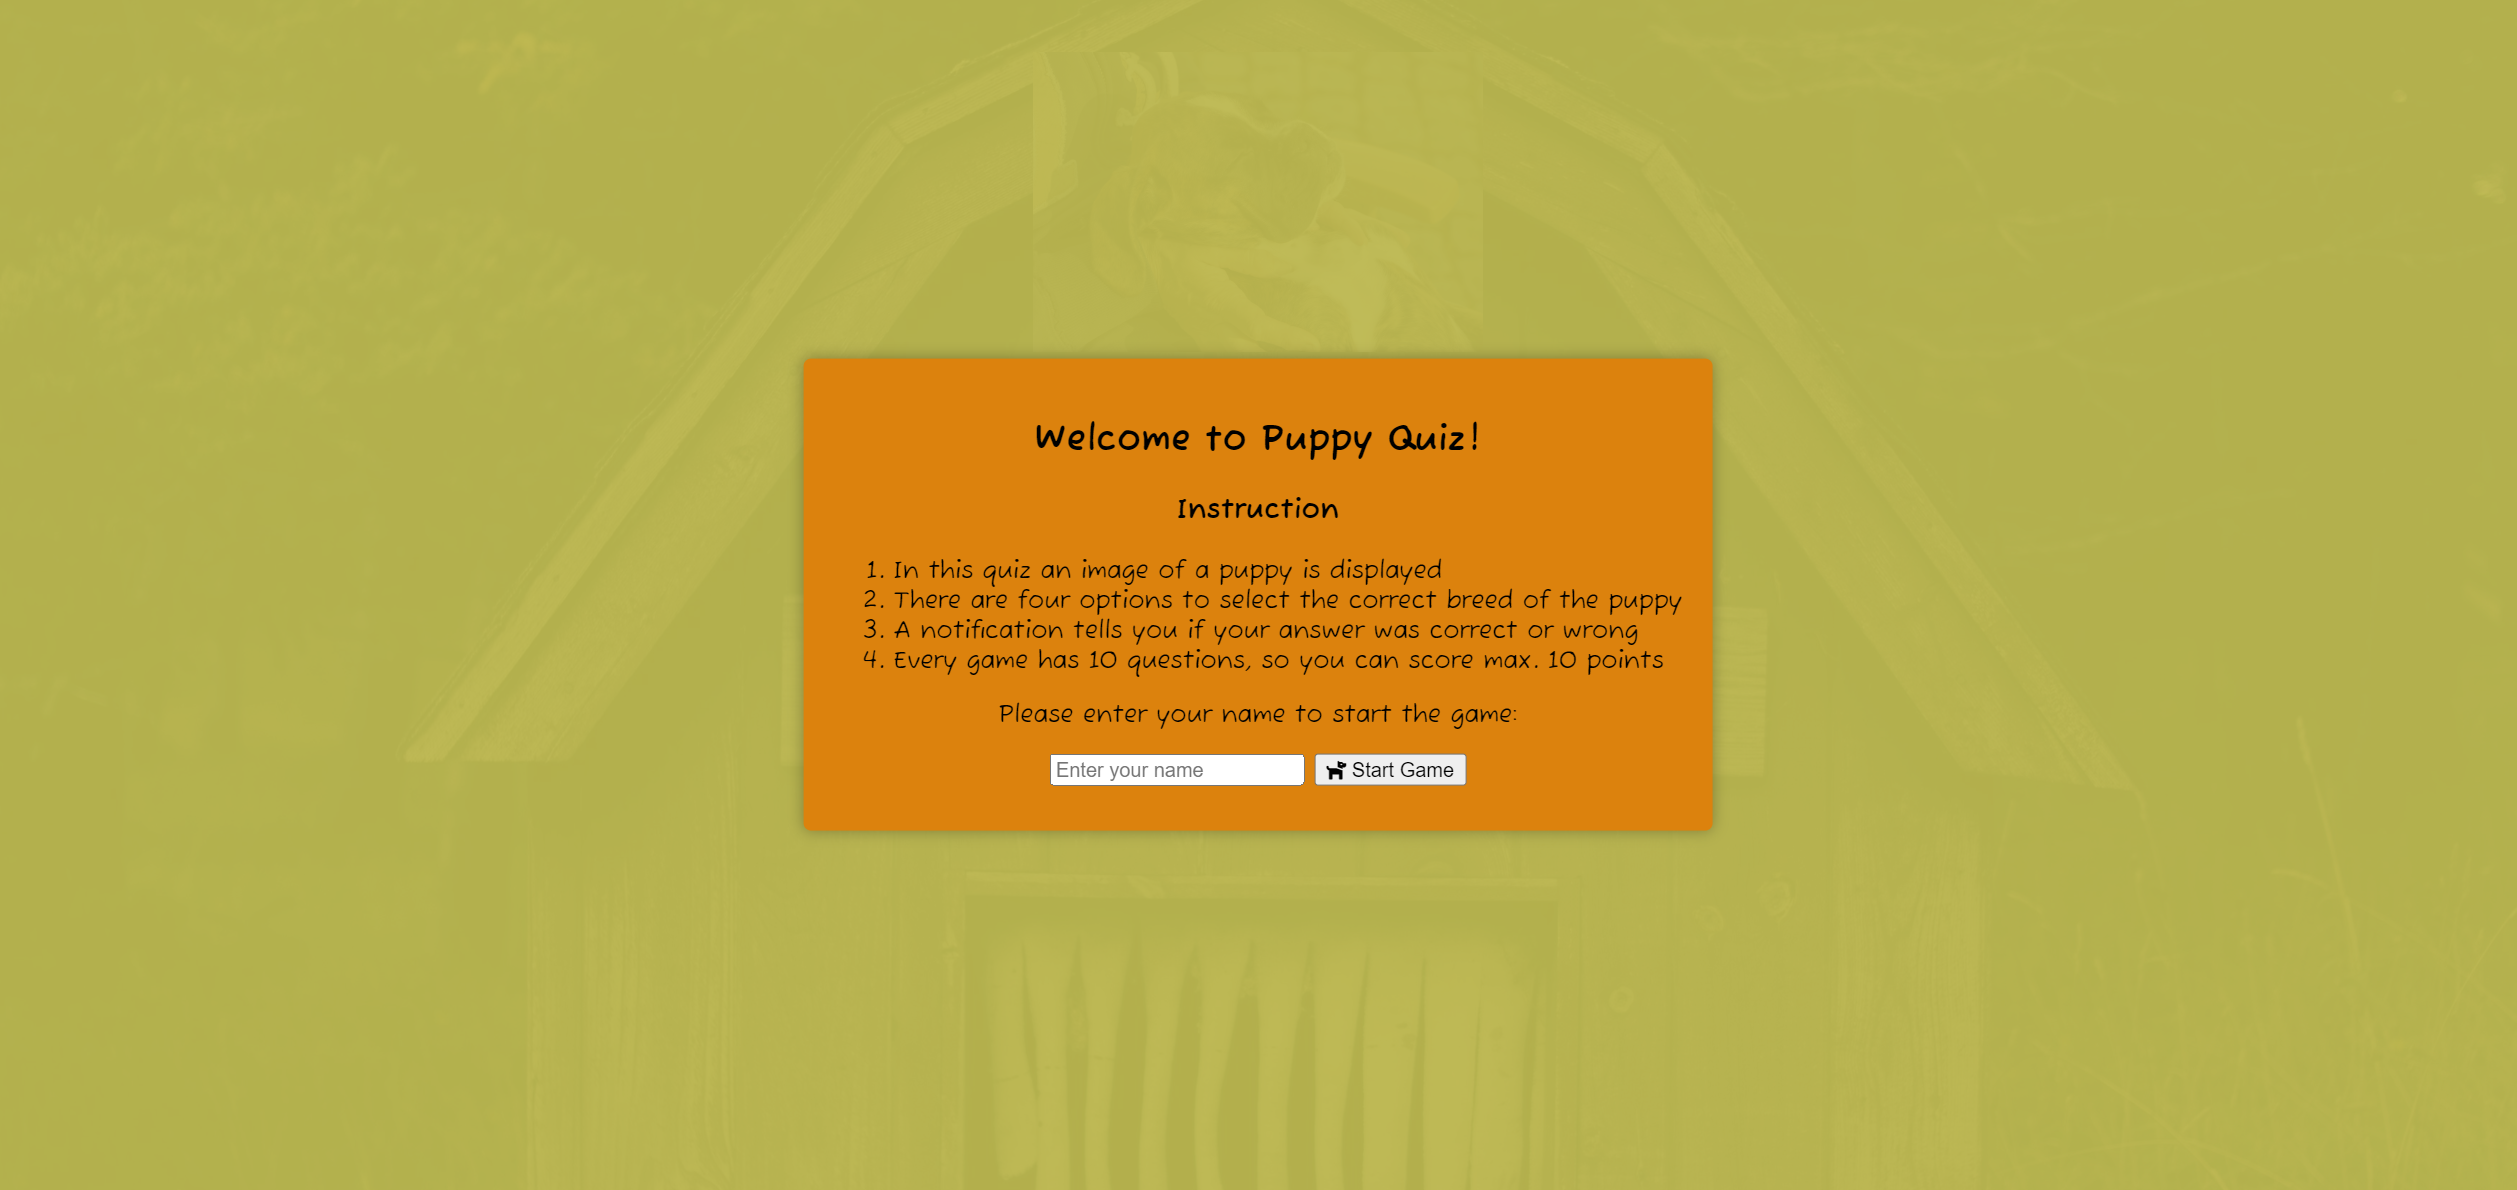 Welcome to Puppy Quiz!
Instruction
1. In this quiz an image of a puppy is displayed
2. There are four options to select the correct breed of the puppy
3. A notification tells you if your answer was correct or wrong
4. Every game has 10 questions, so you can score max. 10 points
Please enter your name to start the game:
Enter your name Start Game